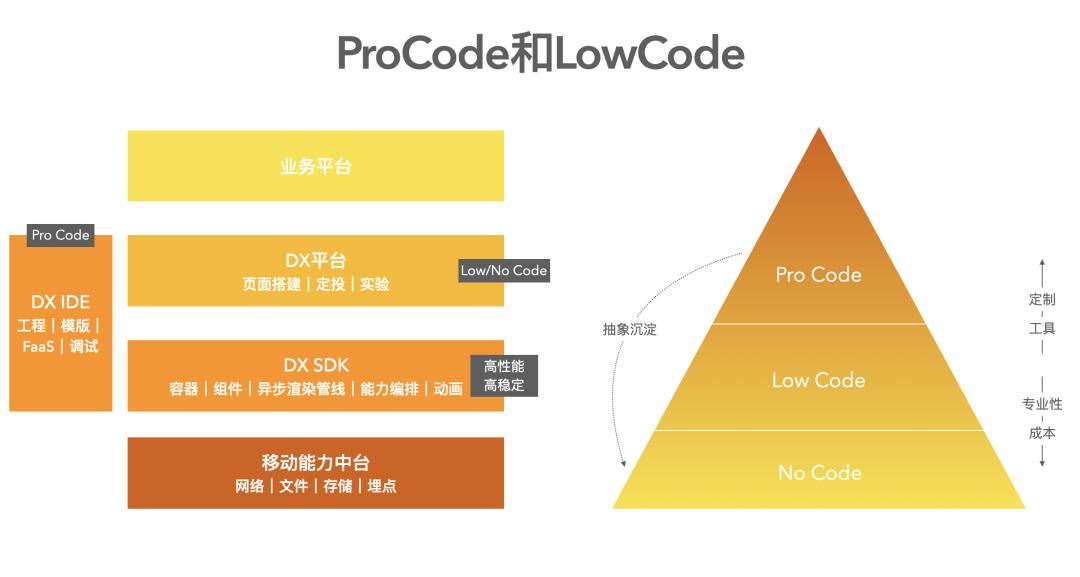 ProCode和LowCode
业务平台
Pro Code
DX IDE
工程｜模版｜
FaaS｜调试
DX平台
页面搭建｜定投｜实验
Low/No Code
DX SDK
容器｜组件｜异步渲染管线｜能力编排｜动画
高性能
高稳定
移动能力中台
网络｜文件｜存储｜埋点
抽象沉淀
Pro Code
Low Code
No Code
定制
工具
专业性
成本